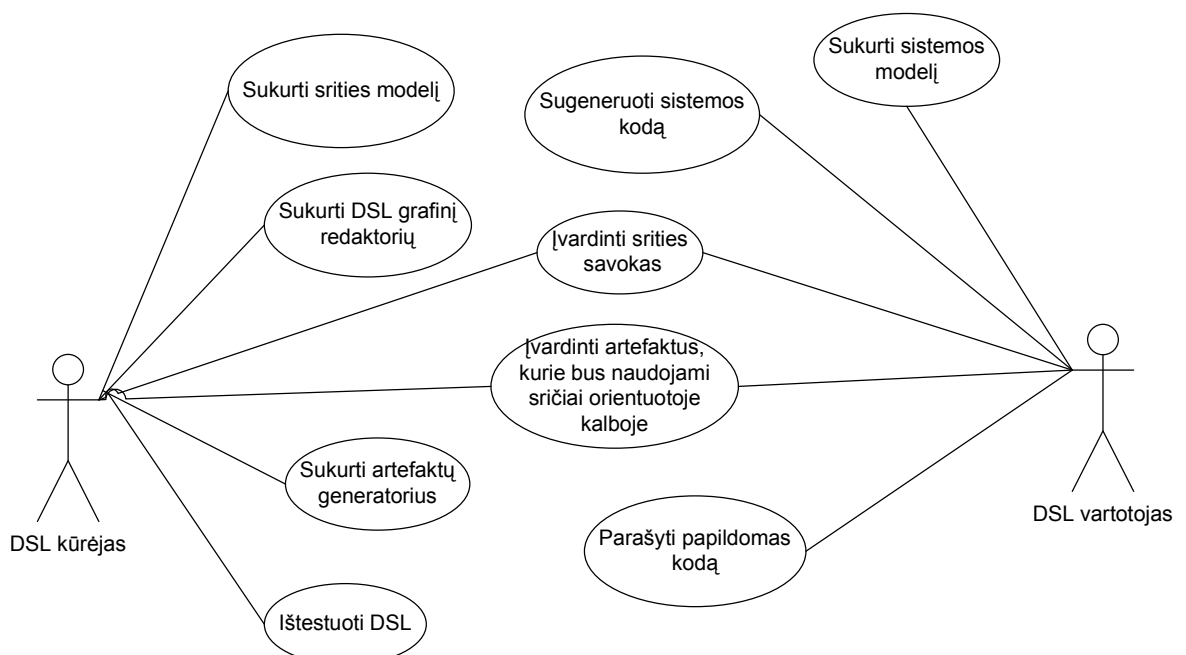 Sukurti sistemos
modelį
Sukurti srities modelį
Sugeneruoti sistemos
kodą
Sukurti DSL grafinį
redaktorių
Įvardinti srities
savokas
Įvardinti artefaktus,
kurie bus naudojami
sričiai orientuotoje
kalboje
Sukurti artefaktų
generatorius
DSL kūrėjas
DSL vartotojas
Parašyti papildomas
kodą
Ištestuoti DSL